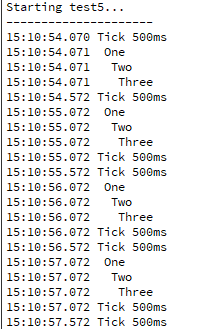 Starting test5...
---------------------
15:10:54.070 Tick 500ms
15:10:54.071  One
15:10:54.071   Two
15:10:54.071    Three
15:10:54.572 Tick 500ms
15:10:55.072  One
15:10:55.072   Two
15:10:55.072    Three
15:10:55.072 Tick 500ms
15:10:55.572 Tick 500ms
15:10:56.072  One
15:10:56.072   Two
15:10:56.072    Three
15:10:56.072 Tick 500ms
15:10:56.572 Tick 500ms
15:10:57.072  One
15:10:57.072   Two
15:10:57.072    Three
15:10:57.072 Tick 500ms
15:10:57.572 Tick 500ms